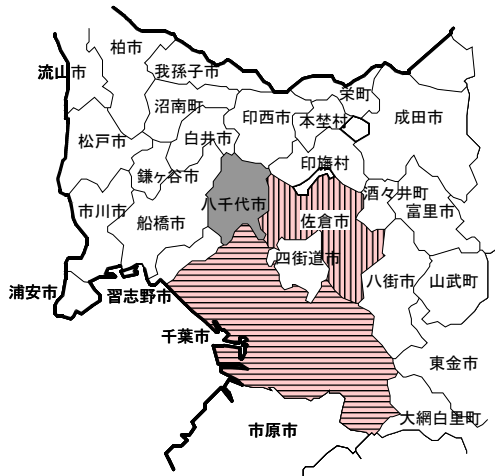 柏市
流山市
我孫子市
栄町
沼南町
印西市
本埜村
成田市
松戸市
白井市
印旛村
鎌ヶ谷市
酒々井町
富里市
市川市
船橋市
八千代市
佐倉市
四街道市
八街市
山武町
浦安市
習志野市
千葉市
東金市
大網白里町
市原市